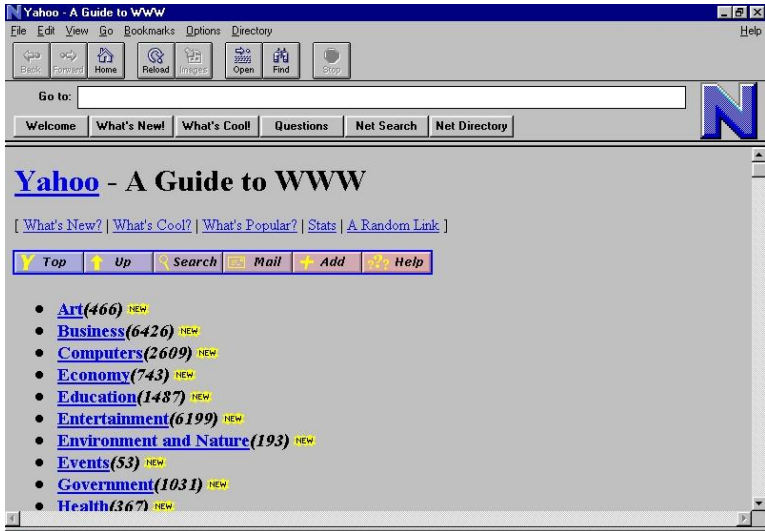 Yahoo - A Guide to WWW
File Edit View Go Bookmarks Options Directory Help
Back Forward Home Reload Images Open Find Stop
Go to:
Welcome What's New! What's Cool! Questions Net Search Net Directory
Yahoo - A Guide to WWW
[ What's New? | What's Cool? | What's Popular? | Stats | A Random Link ]
Y Top Up Search Mail Add ??? Help
Art(466) NEW
Business(6426) NEW
Computers(2609) NEW
Economy(743) NEW
Education(1487) NEW
Entertainment(6199) NEW
Environment and Nature(193) NEW
Events(53) NEW
Government(1031) NEW
Health(367) NEW